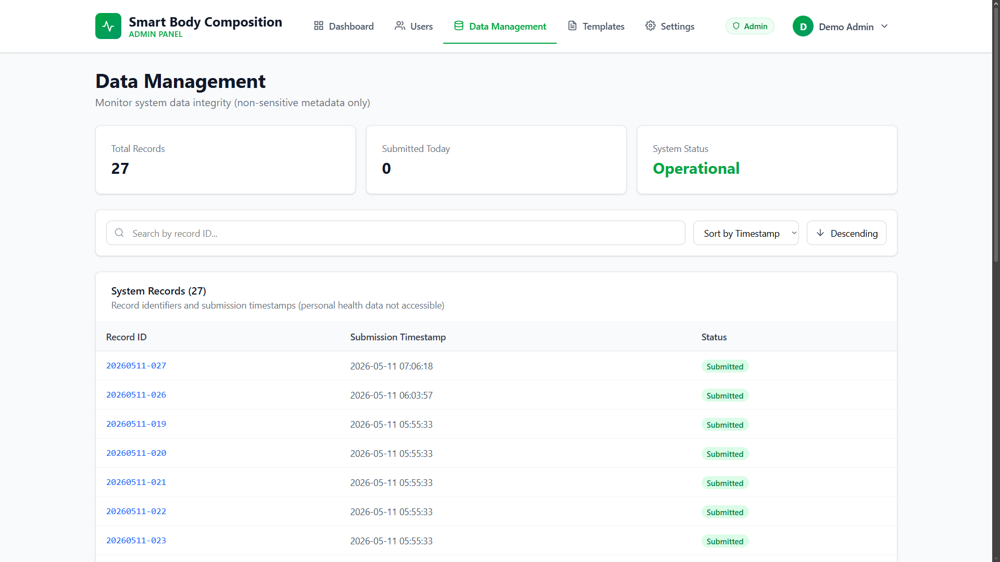 Smart Body Composition
ADMIN PANEL
Dashboard
Users
Data Management
Templates
Settings
Admin
D
Demo Admin
Data Management
Monitor system data integrity (non-sensitive metadata only)
Total Records
27
Submitted Today
0
System Status
Operational
Search by record ID...
Sort by Timestamp
Descending
System Records (27)
Record identifiers and submission timestamps (personal health data not accessible)
Record ID Submission Timestamp Status
20260511-027 2026-05-11 07:06:18 Submitted
20260511-026 2026-05-11 06:03:57 Submitted
20260511-019 2026-05-11 05:55:33 Submitted
20260511-020 2026-05-11 05:55:33 Submitted
20260511-021 2026-05-11 05:55:33 Submitted
20260511-022 2026-05-11 05:55:33 Submitted
20260511-023 2026-05-11 05:55:33 Submitted